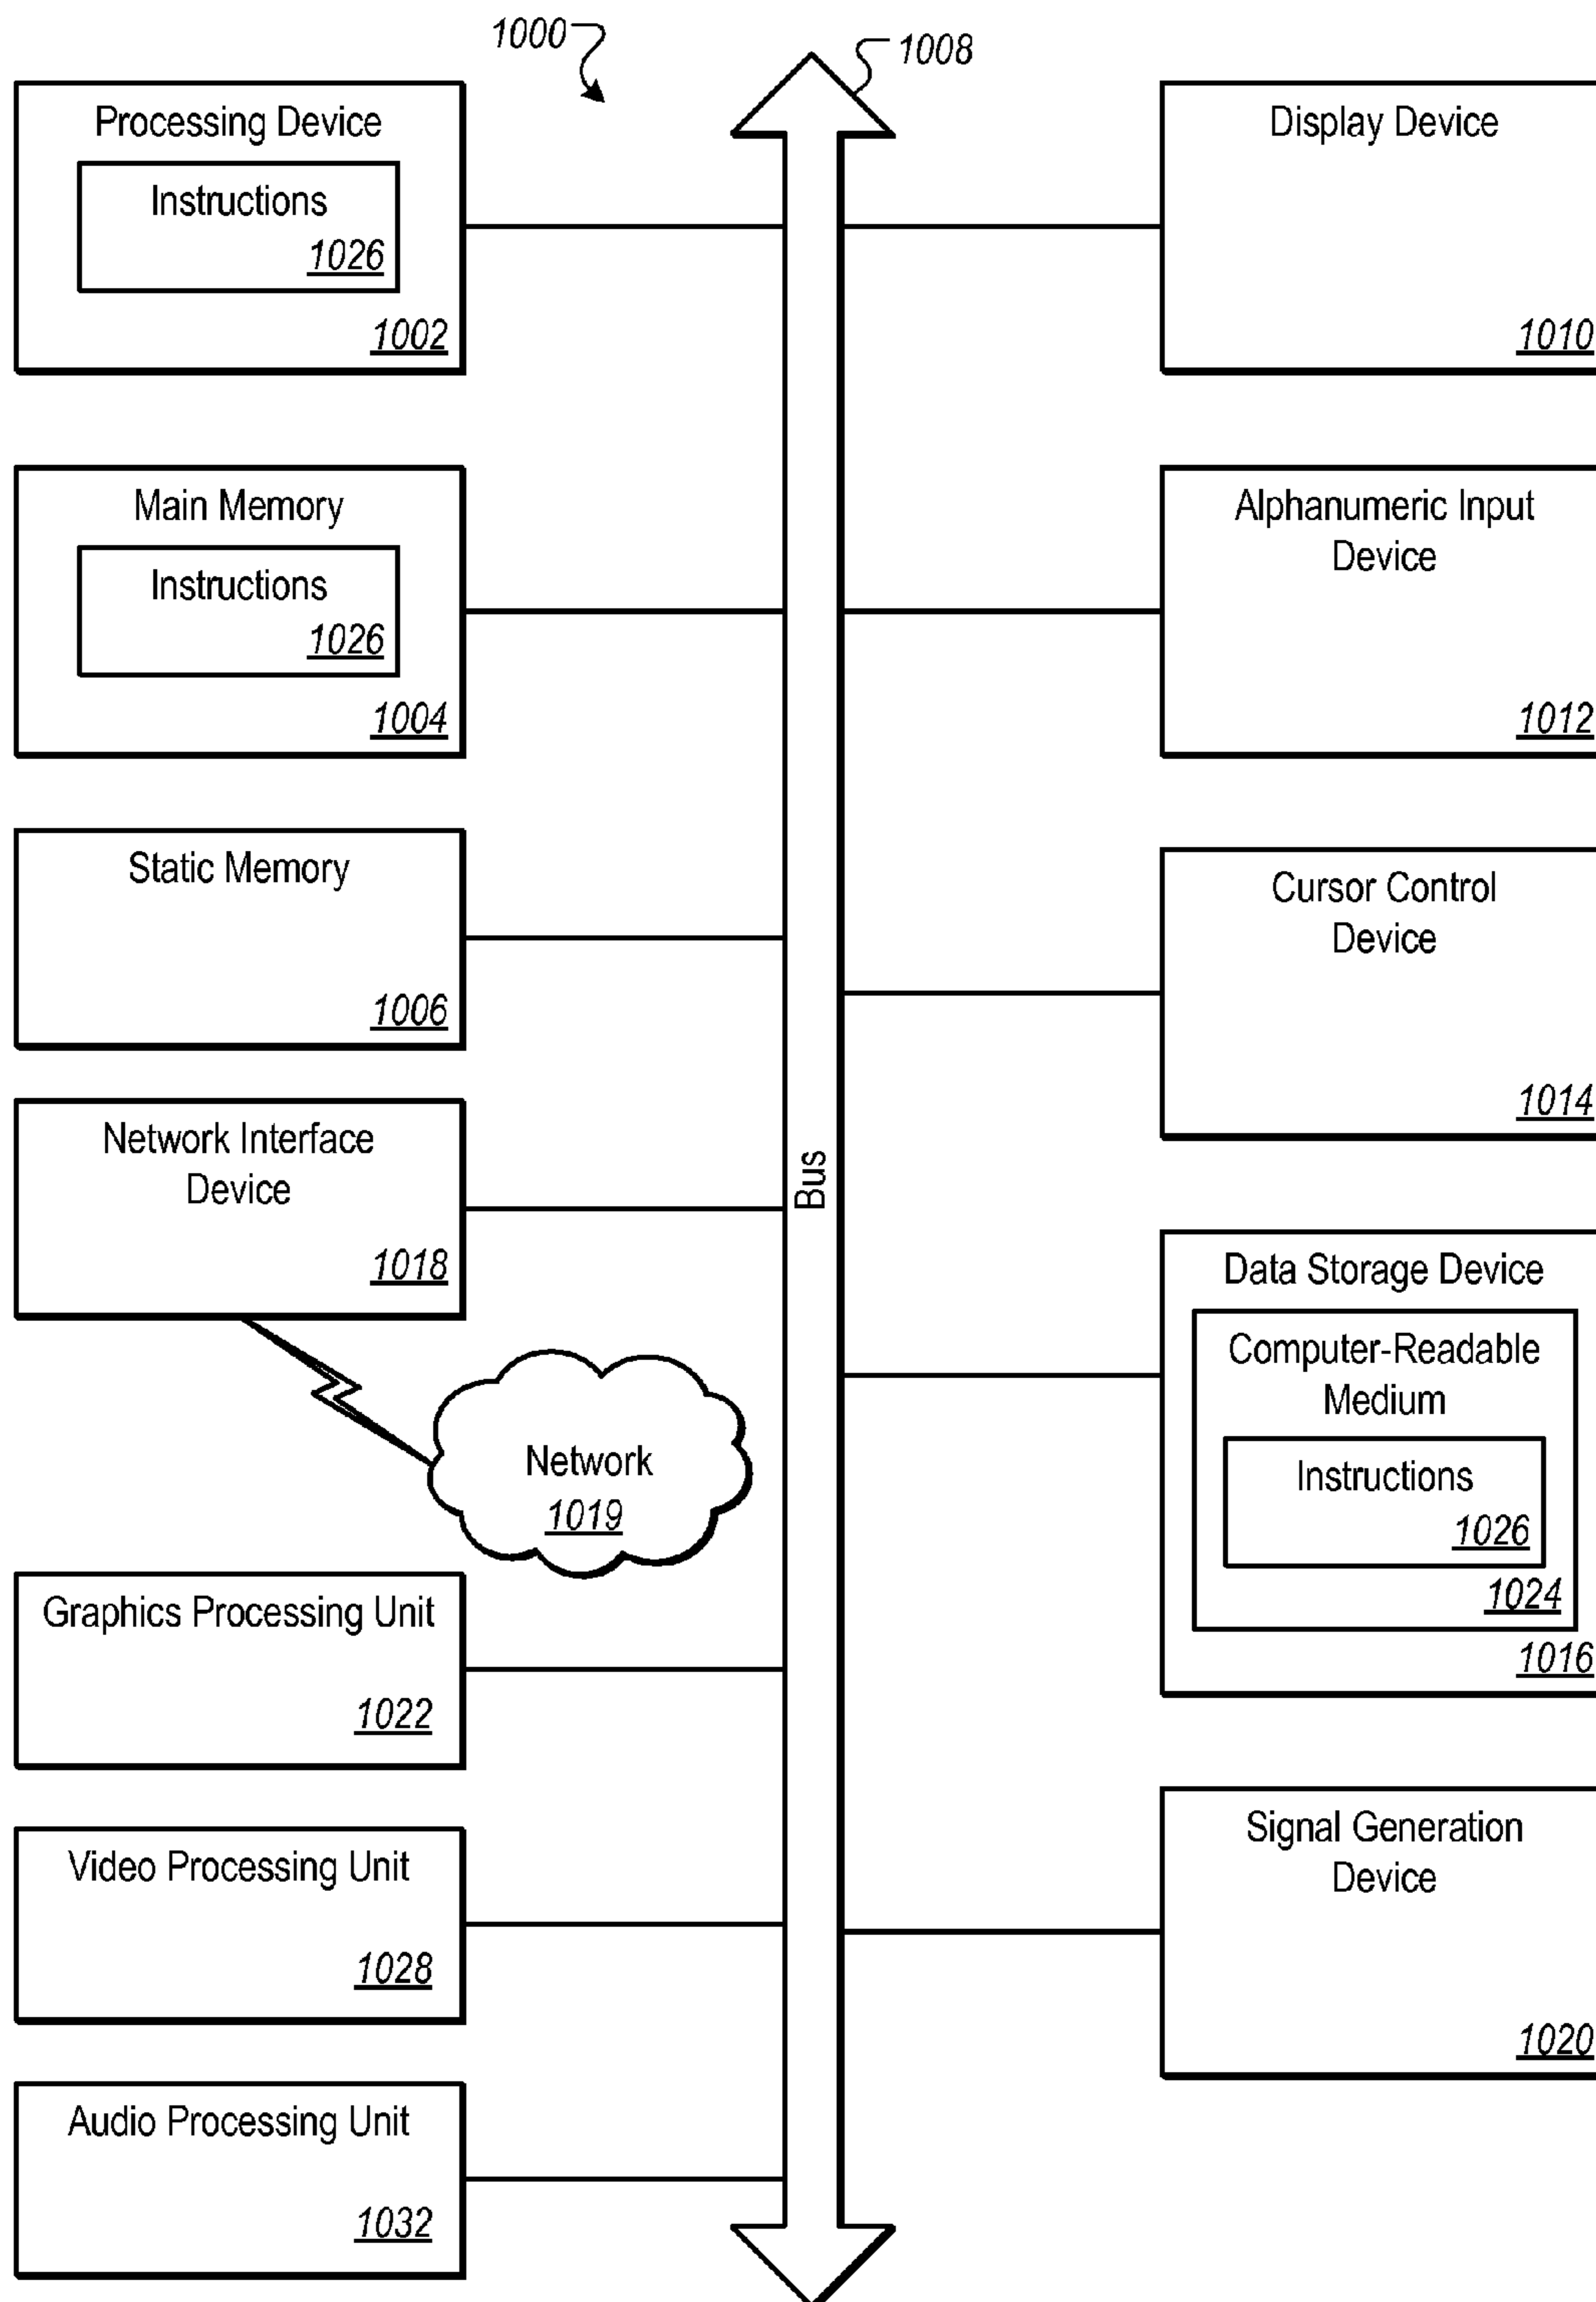 1000
1008
Processing Device
Instructions
1026
1002
Main Memory
Instructions
1026
1004
Static Memory
1006
Network Interface
Device
1018
Network
1019
Graphics Processing Unit
1022
Video Processing Unit
1028
Audio Processing Unit
1032
Bus
Display Device
1010
Alphanumeric Input
Device
1012
Cursor Control
Device
1014
Data Storage Device
Computer-Readable
Medium
Instructions
1026
1024
1016
Signal Generation
Device
1020